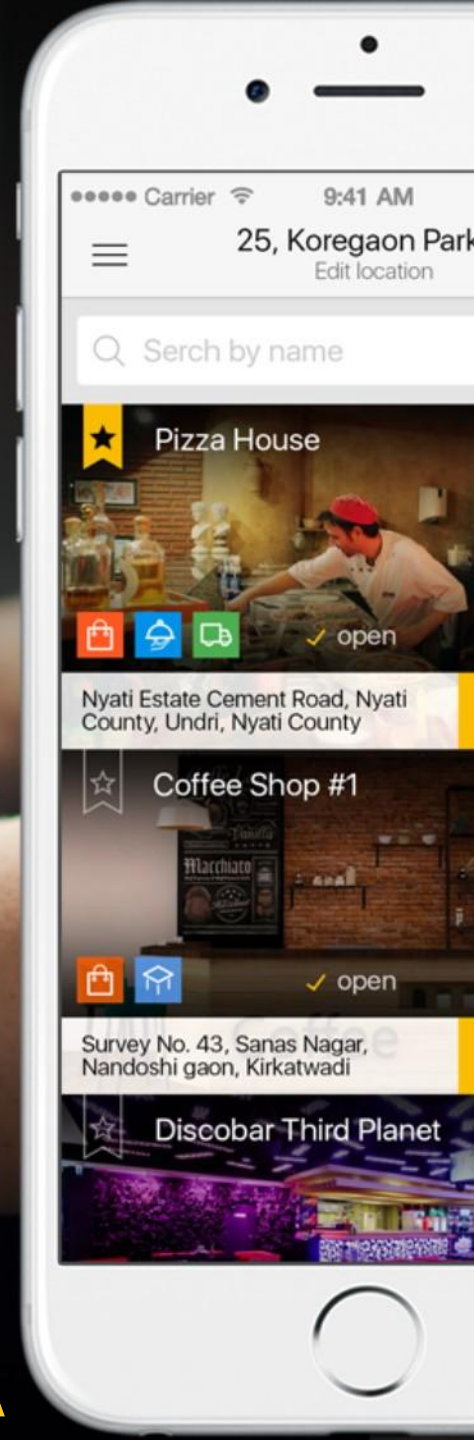 Carrier 9:41 AM
25, Koregaon Park
Edit location
Serch by name
Pizza House
open
Nyati Estate Cement Road, Nyati
County, Undri, Nyati County
Coffee Shop #1
Vanilla
Macchiato
open
Coffee
Survey No. 43, Sanas Nagar,
Nandoshi gaon, Kirkatwadi
Discobar Third Planet